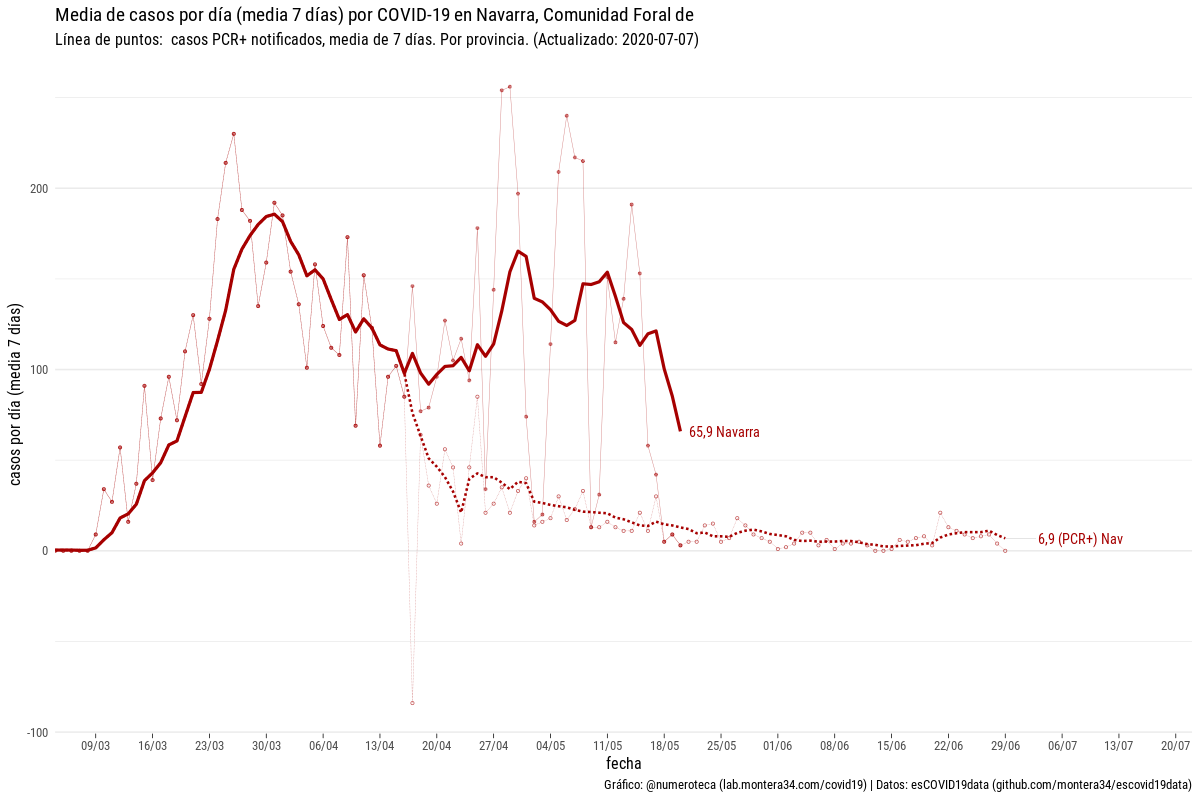 Media de casos por día (media 7 días) por COVID-19 en Navarra, Comunidad Foral de
Línea de puntos:  casos PCR+ notificados, media de 7 días. Por provincia. (Actualizado: 2020-07-07)
casos por día (media 7 días)
200
100
0
-100
65,9 Navarra
6,9 (PCR+) Nav
09/03 16/03 23/03 30/03 06/04 13/04 20/04 27/04 04/05 11/05 18/05 25/05 01/06 08/06 15/06 22/06 29/06 06/07 13/07 20/07
fecha
Gráfico: @numeroteca (lab.montera34.com/covid19) | Datos: esCOVID19data (github.com/montera34/escovid19data)